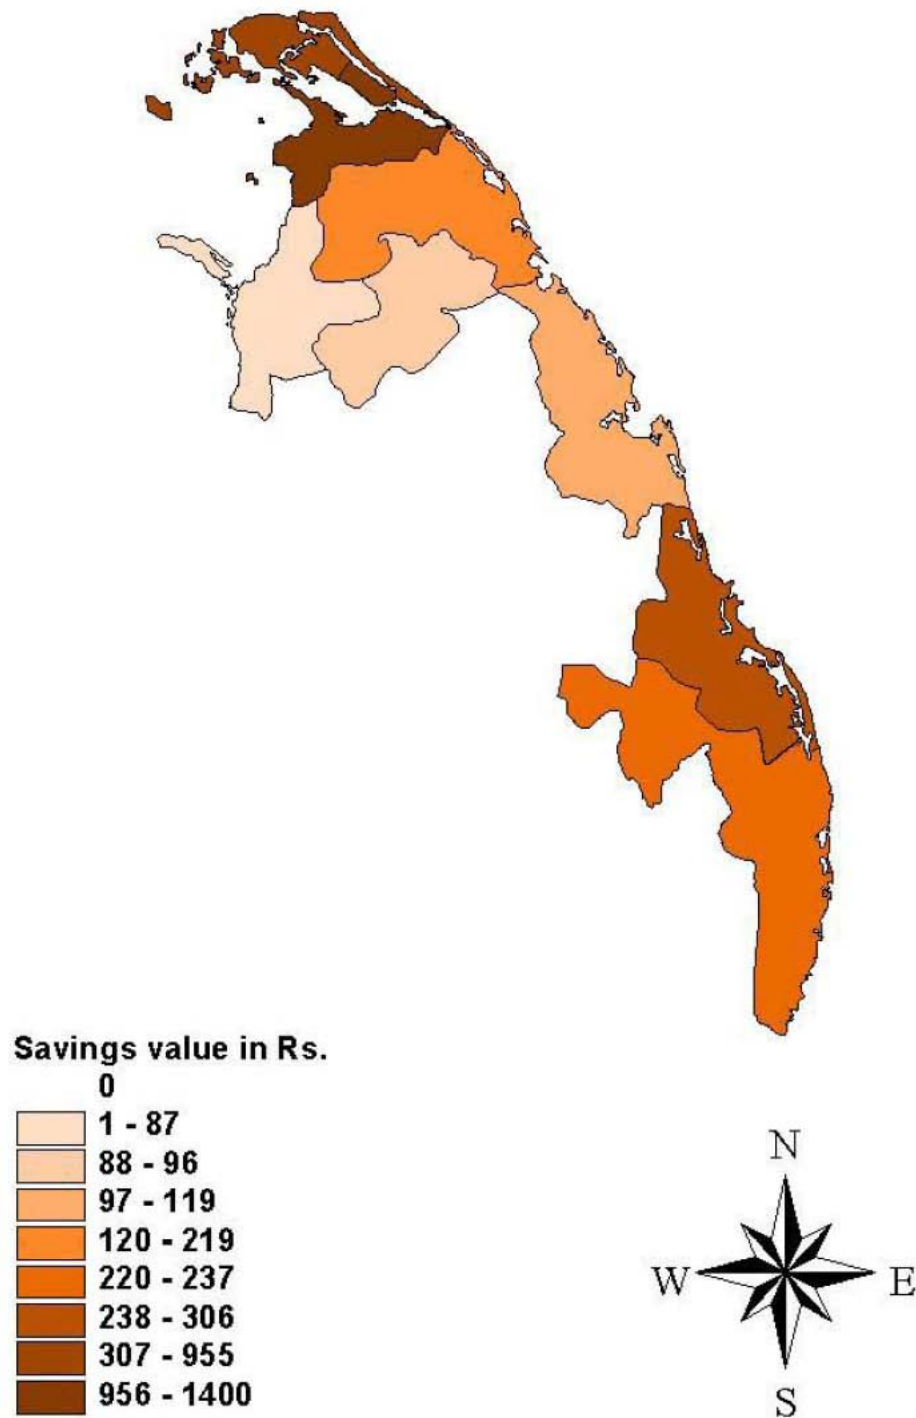 Savings value in Rs.
0
1 - 87
88 - 96
97 - 119
120 - 219
220 - 237
238 - 306
307 - 955
956 - 1400
N
W E
S